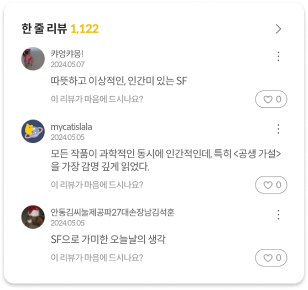 한 줄 리뷰 1,122
캬엉캬옹!
2024.05.07
따뜻하고 이상적인, 인간미 있는 SF
이 리뷰가 마음에 드시나요?
0
mycatislala
2024.05.05
모든 작품이 과학적인 동시에 인간적인데, 특히 <공생 가설>
을 가장 감명 깊게 읽었다.
이 리뷰가 마음에 드시나요?
0
안동김씨눌제공파27대손장남김석훈
2024.05.05
SF으로 가미한 오늘날의 생각
이 리뷰가 마음에 드시나요?
0